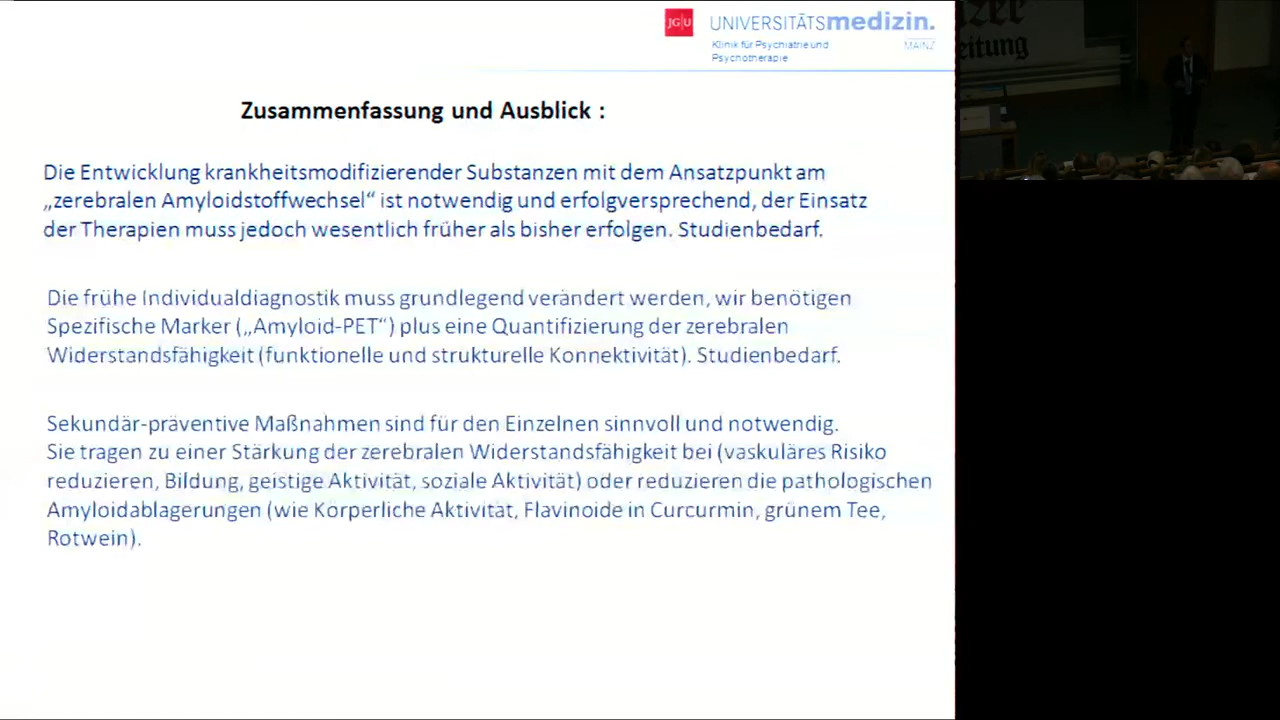 JG|U UNIVERSITÄTSmedizin.
MAINZ
Klinik für Psychiatrie und
Psychotherapie
Zusammenfassung und Ausblick :
Die Entwicklung krankheitsmodifizierender Substanzen mit dem Ansatzpunkt am
„zerebralen Amyloidstoffwechsel“ ist notwendig und erfolgversprechend, der Einsatz
der Therapien muss jedoch wesentlich früher als bisher erfolgen. Studienbedarf.
Die frühe Individualdiagnostik muss grundlegend verändert werden, wir benötigen
Spezifische Marker („Amyloid-PET“) plus eine Quantifizierung der zerebralen
Widerstandsfähigkeit (funktionelle und strukturelle Konnektivität). Studienbedarf.
Sekundär-präventive Maßnahmen sind für den Einzelnen sinnvoll und notwendig.
Sie tragen zu einer Stärkung der zerebralen Widerstandsfähigkeit bei (vaskuläres Risiko
reduzieren, Bildung, geistige Aktivität, soziale Aktivität) oder reduzieren die pathologischen
Amyloidablagerungen (wie Körperliche Aktivität, Flavinoide in Curcurmin, grünem Tee,
Rotwein).
eitung